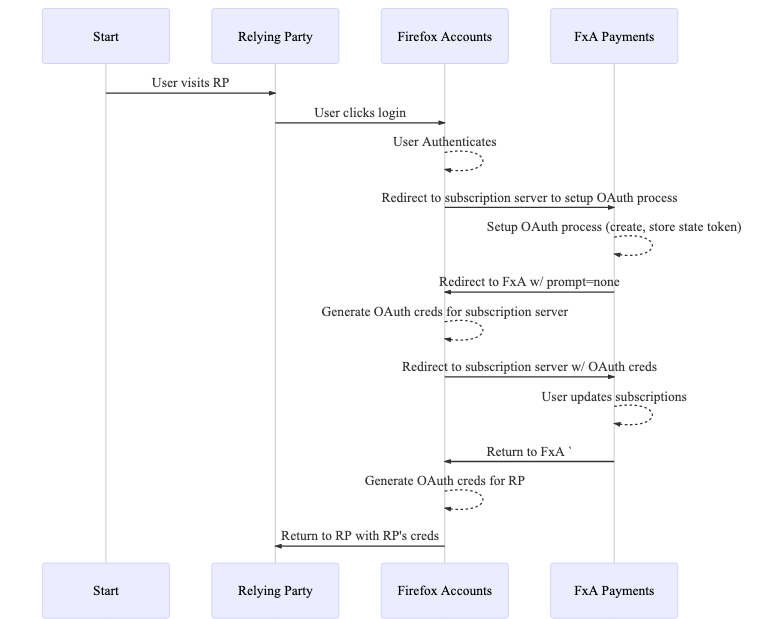 Start
Relying Party
Firefox Accounts
FxA Payments
User visits RP
User clicks login
User Authenticates
Redirect to subscription server to setup OAuth process
Setup OAuth process (create, store state token)
Redirect to FxA w/ prompt=none
Generate OAuth creds for subscription server
Redirect to subscription server w/ OAuth creds
User updates subscriptions
Return to FxA `
Generate OAuth creds for RP
Return to RP with RP's creds
Start
Relying Party
Firefox Accounts
FxA Payments